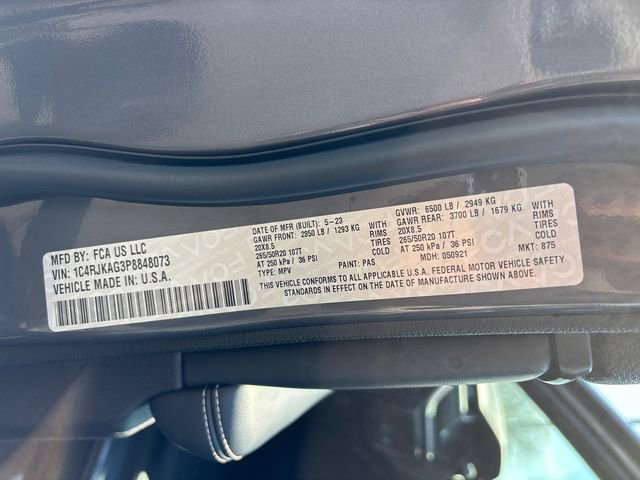 MFD BY: FCA US LLC
VIN: 1C4RJKAG3P8848073
VEHICLE MADE IN: U.S.A.
DATE OF MFR (BUILT): 5-23
GAWR FRONT: 2850 LB / 1293 KG WITH
20X8.5 RIMS
265/50R20 107T TIRES
AT 250 kPa / 36 PSI COLD
TYPE: MPV PAINT: PAS
GVWR: 6500 LB / 2949 KG
GAWR REAR: 3700 LB / 1679 KG WITH
20X8.5 RIMS
265/50R20 107T TIRES
AT 250 kPa / 36 PSI COLD
MDH: 050921 MKT: 875
THIS VEHICLE CONFORMS TO ALL APPLICABLE U.S.A. FEDERAL MOTOR VEHICLE SAFETY
STANDARDS IN EFFECT ON THE DATE OF MANUFACTURE SHOWN ABOVE.